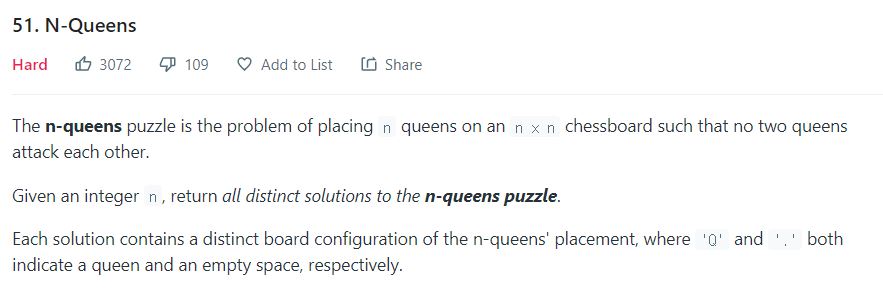 51. N-Queens
Hard 3072 109 Add to List Share
The n-queens puzzle is the problem of placing n queens on an n x n chessboard such that no two queens
attack each other.
Given an integer n, return all distinct solutions to the n-queens puzzle.
Each solution contains a distinct board configuration of the n-queens' placement, where 'Q' and '.' both
indicate a queen and an empty space, respectively.